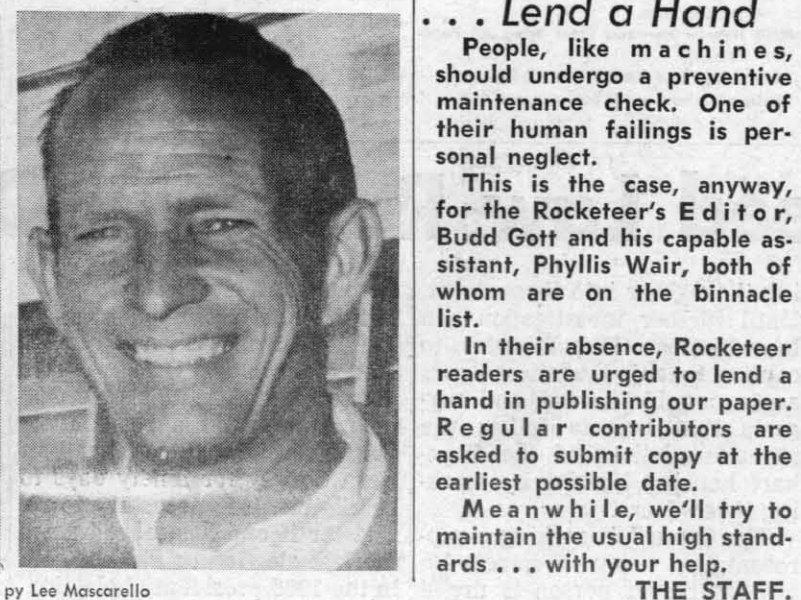 . . . Lend a Hand
People, like machines,
should undergo a preventive
maintenance check. One of
their human failings is per-
sonal neglect.
This is the case, anyway,
for the Rocketeer's Editor,
Budd Gott and his capable as-
sistant, Phyllis Wair, both of
whom are on the binnacle
list.
In their absence, Rocketeer
readers are urged to lend a
hand in publishing our paper.
Regular contributors are
asked to submit copy at the
earliest possible date.
Meanwhile, we'll try to
maintain the usual high stand-
ards . . . with your help.
THE STAFF.
py Lee Mascarello